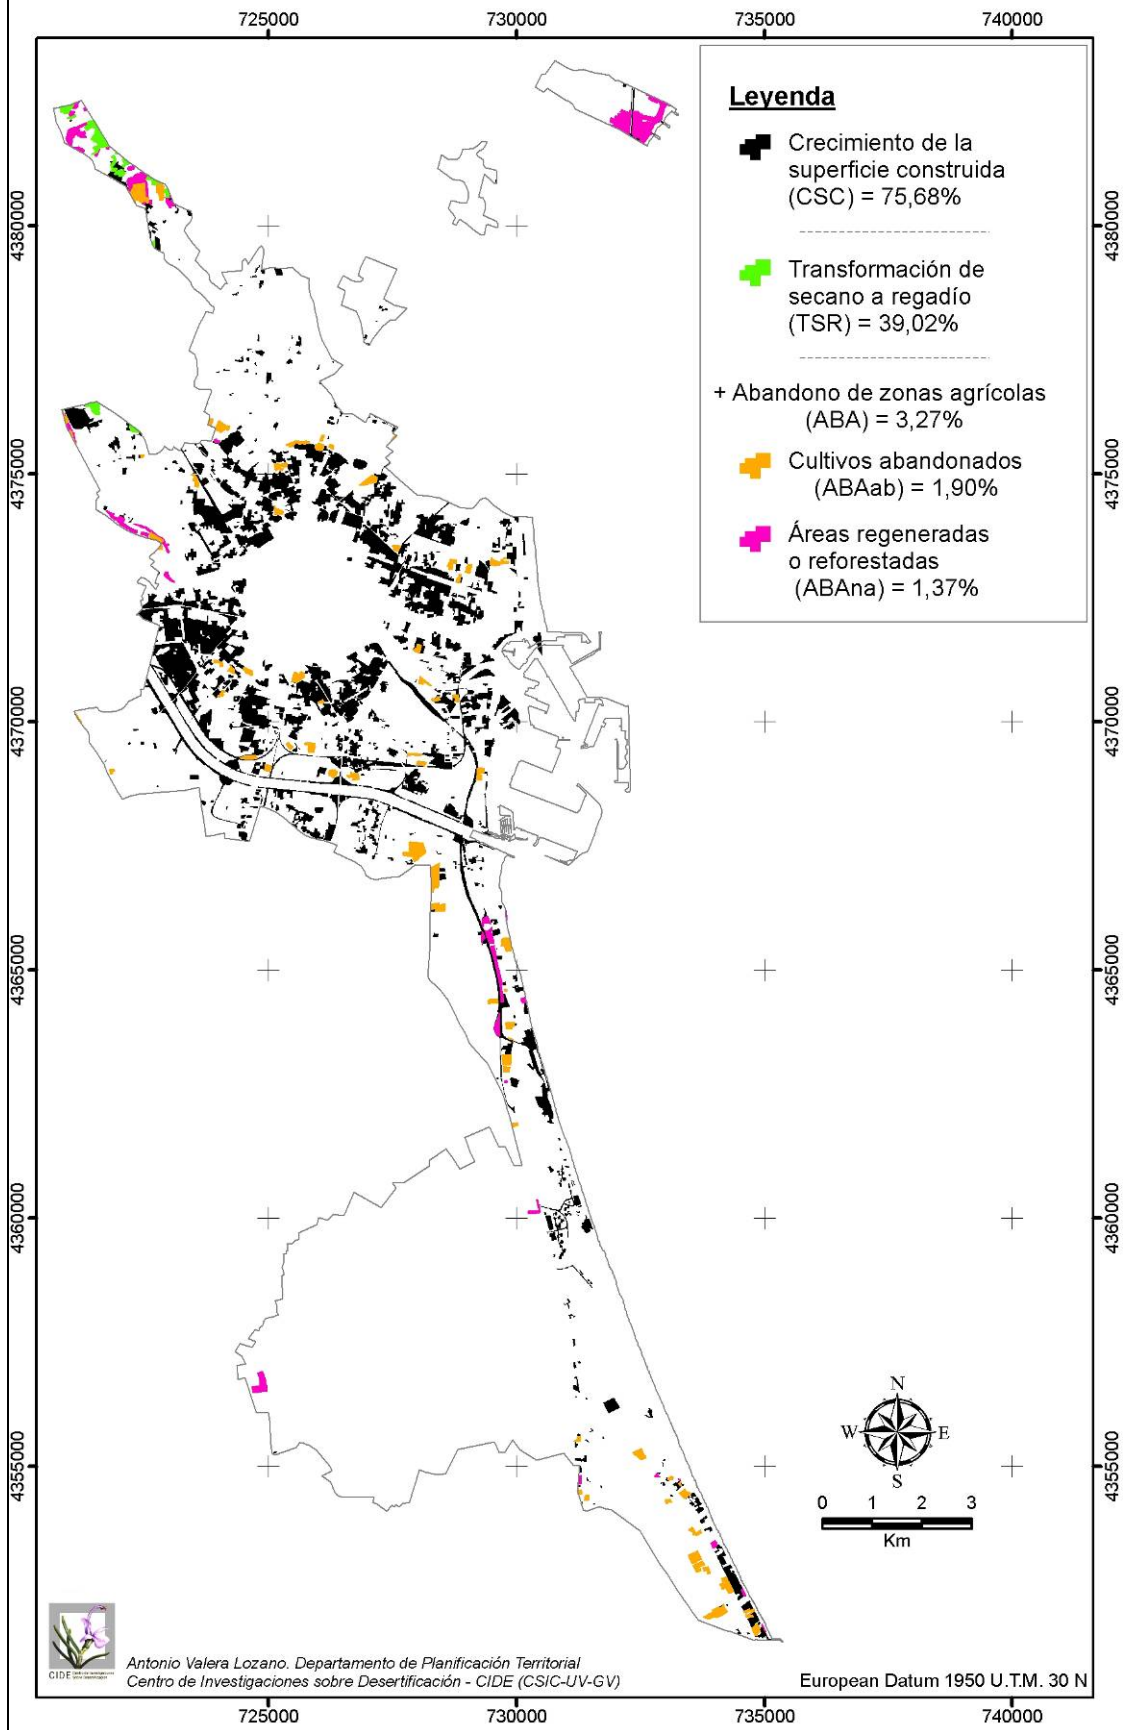 725000 730000 735000 740000
Leyenda
Crecimiento de la
superficie construida
(CSC) = 75,68%
Transformación de
secano a regadío
(TSR) = 39,02%
+ Abandono de zonas agrícolas
(ABA) = 3,27%
Cultivos abandonados
(ABAab) = 1,90%
Áreas regeneradas
o reforestadas
(ABAna) = 1,37%
4380000 4380000
4375000 4375000
4370000 4370000
4365000 4365000
4360000 4360000
4355000 4355000
N
W E
S
0 1 2 3
Km
CIDE
Antonio Valera Lozano. Departamento de Planificación Territorial
Centro de Investigaciones sobre Desertificación - CIDE (CSIC-UV-GV)
European Datum 1950 U.T.M. 30 N
725000 730000 735000 740000